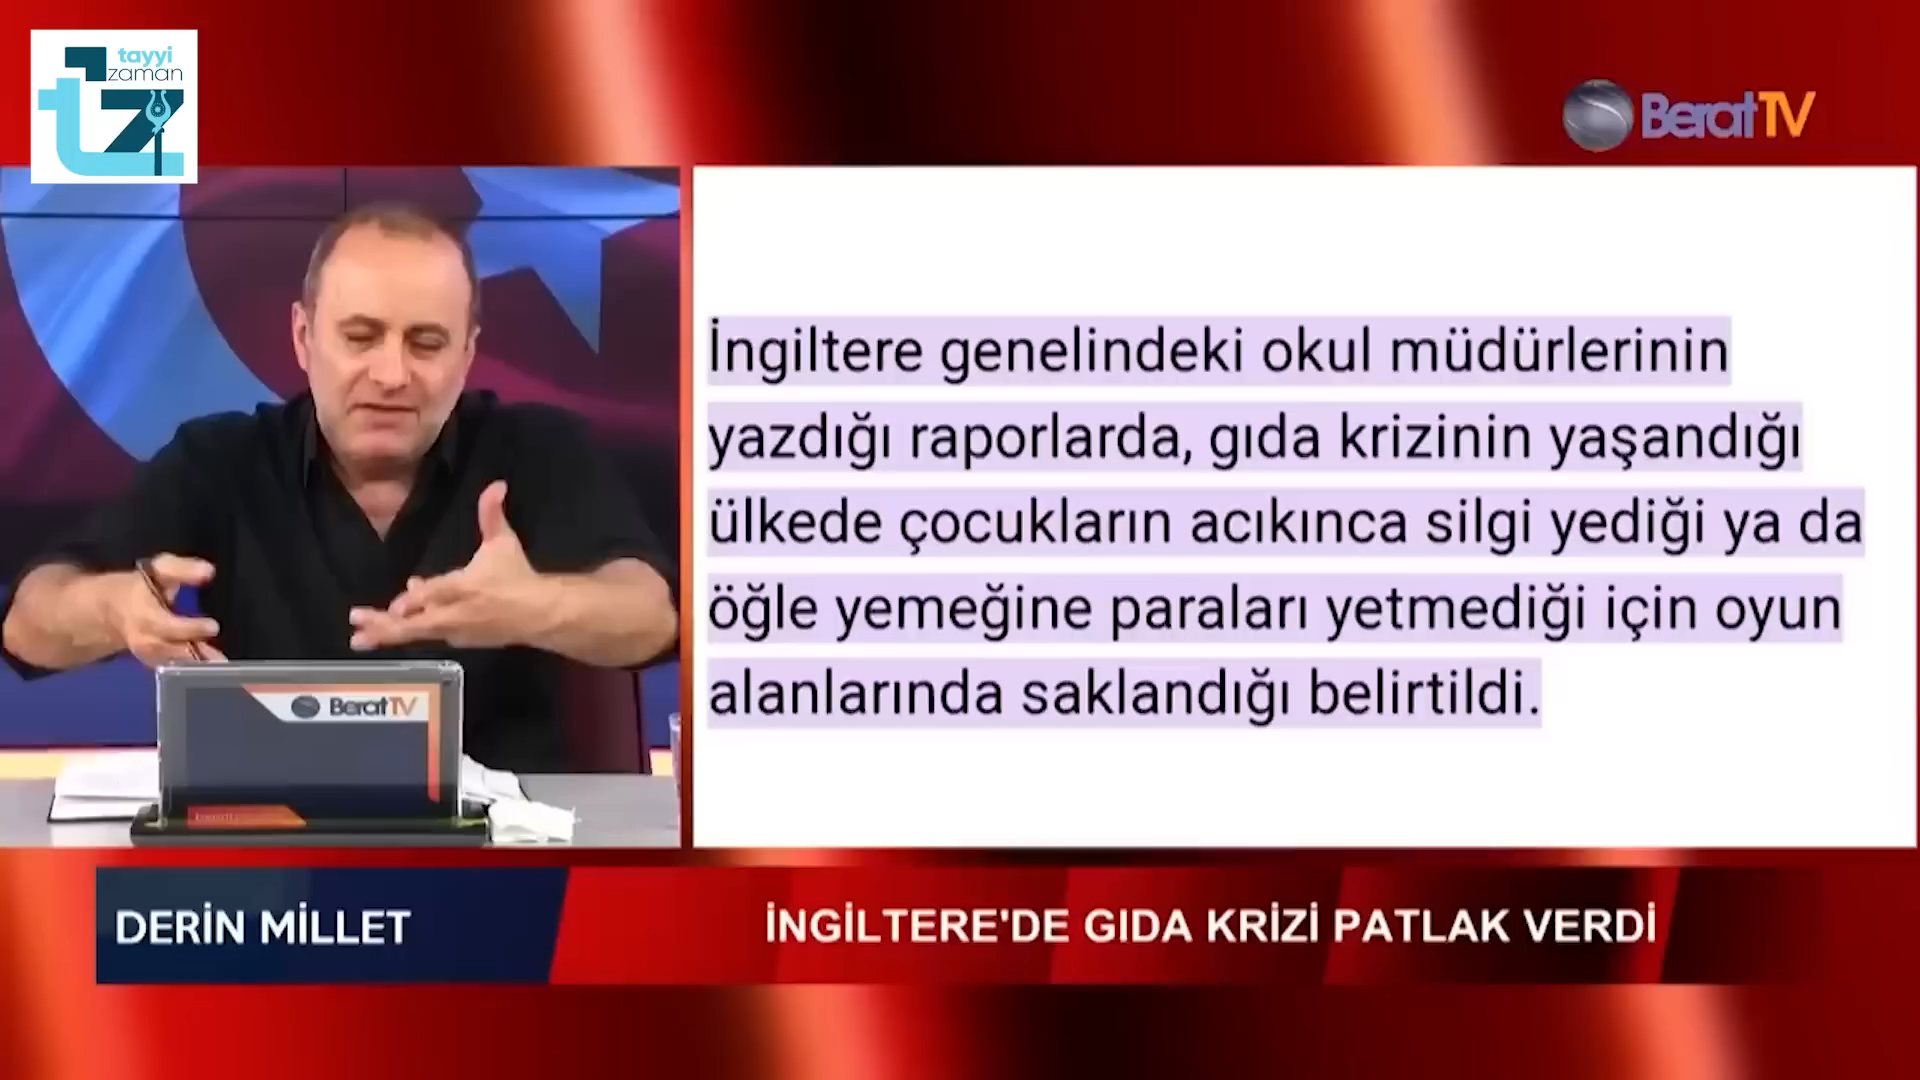 tayyi
zaman
tz
BeratTV
İngiltere genelindeki okul müdürlerinin
yazdığı raporlarda, gıda krizinin yaşandığı
ülkede çocukların acıkınca silgi yediği ya da
öğle yemeğine paraları yetmediği için oyun
alanlarında saklandığı belirtildi.
BeratTV
DERİN MİLLET
İNGİLTERE'DE GIDA KRİZİ PATLAK VERDİ